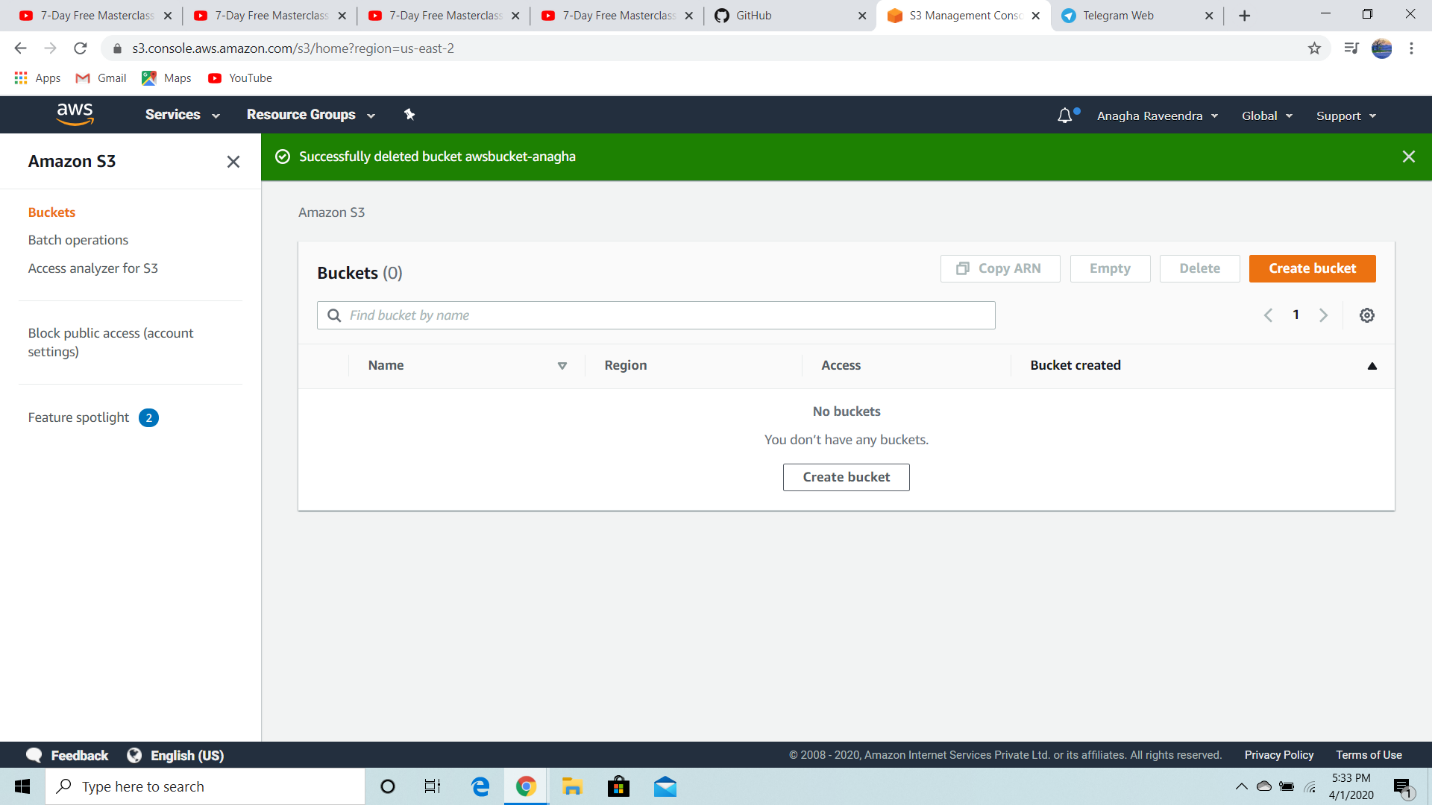 7-Day Free Masterclass
7-Day Free Masterclass
7-Day Free Masterclass
7-Day Free Masterclass
GitHub
S3 Management Conso
Telegram Web
s3.console.aws.amazon.com/s3/home?region=us-east-2
Apps
Gmail
Maps
YouTube
aws
Services
Resource Groups
Anagha Raveendra
Global
Support
Amazon S3
Successfully deleted bucket awsbucket-anagha
Buckets
Batch operations
Access analyzer for S3
Block public access (account
settings)
Feature spotlight 2
Amazon S3
Buckets (0)
Copy ARN
Empty
Delete
Create bucket
Find bucket by name
1
Name
Region
Access
Bucket created
No buckets
You don't have any buckets.
Create bucket
Feedback
English (US)
© 2008 - 2020, Amazon Internet Services Private Ltd. or its affiliates. All rights reserved.
Privacy Policy
Terms of Use
Type here to search
5:33 PM
4/1/2020
1